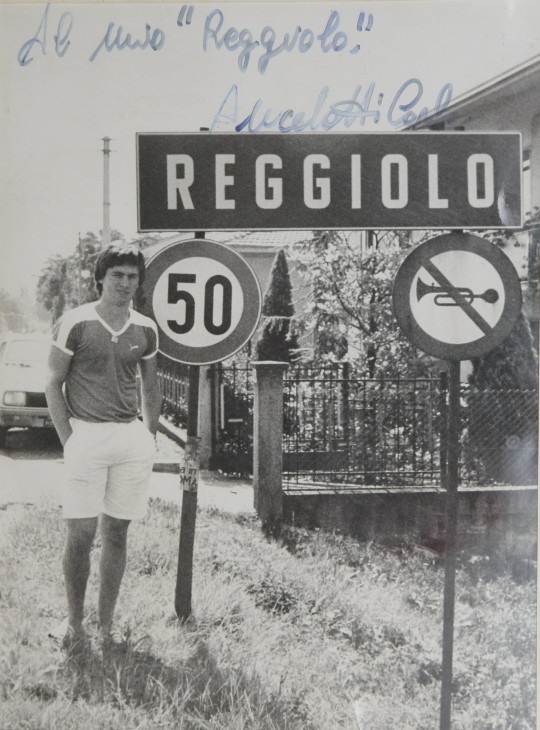 Al mio "Reggiolo."
Ancelotti Carlo
REGGIOLO
50